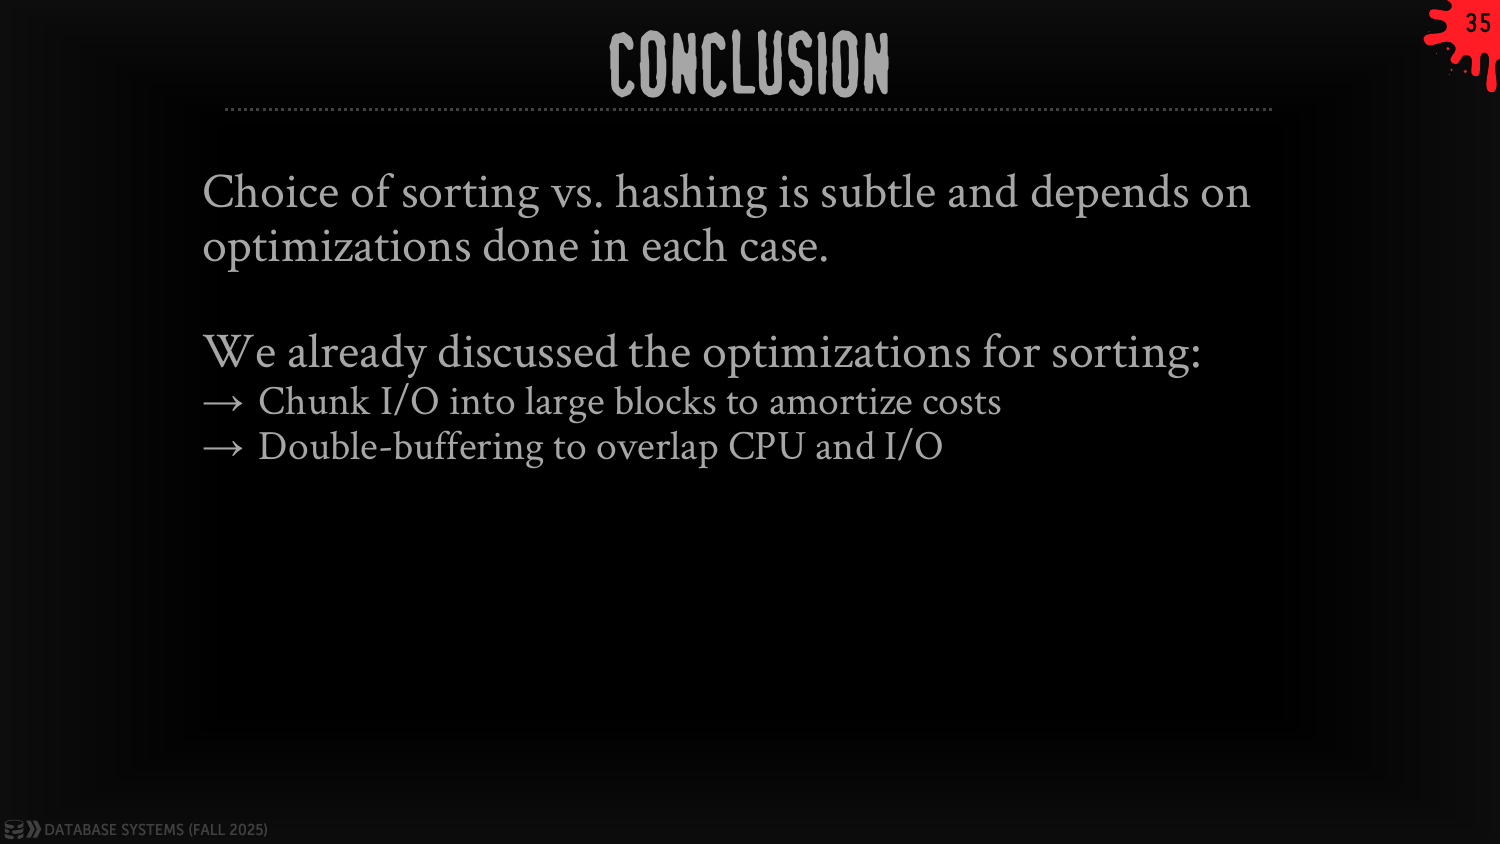 CONCLUSION
35
Choice of sorting vs. hashing is subtle and depends on
optimizations done in each case.
We already discussed the optimizations for sorting:
→ Chunk I/O into large blocks to amortize costs
→ Double-buffering to overlap CPU and I/O
DATABASE SYSTEMS (FALL 2025)